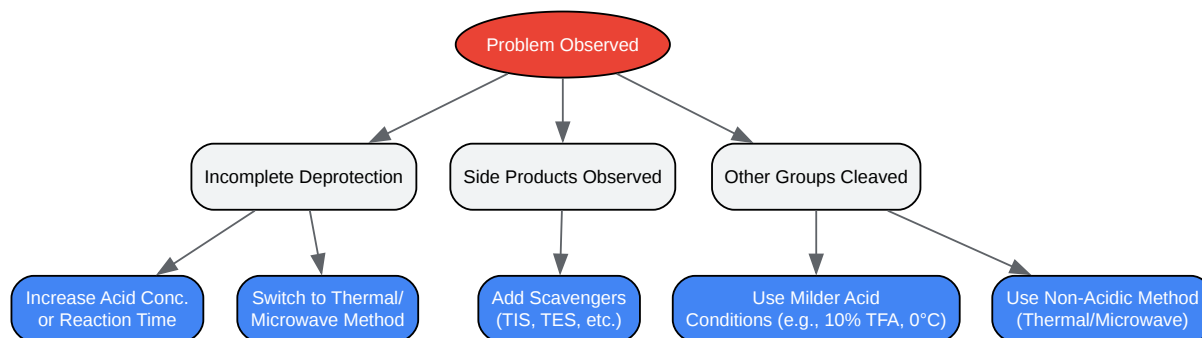 Problem Observed
Incomplete Deprotection
Side Products Observed
Other Groups Cleaved
Increase Acid Conc.
or Reaction Time
Switch to Thermal/
Microwave Method
Add Scavengers
(TIS, TES, etc.)
Use Milder Acid
Conditions (e.g., 10% TFA, 0°C)
Use Non-Acidic Method
(Thermal/Microwave)